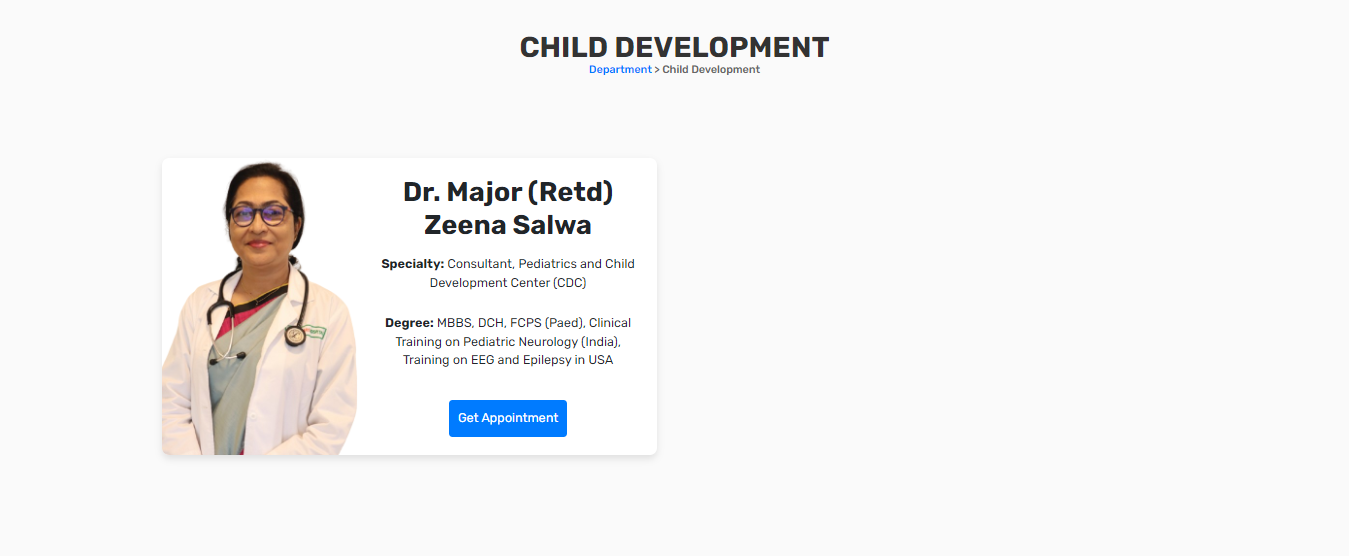 CHILD DEVELOPMENT
Department > Child Development
Dr. Major (Retd)
Zeena Salwa
Specialty: Consultant, Pediatrics and Child
Development Center (CDC)
Degree: MBBS, DCH, FCPS (Paed), Clinical
Training on Pediatric Neurology (India),
Training on EEG and Epilepsy in USA
Get Appointment